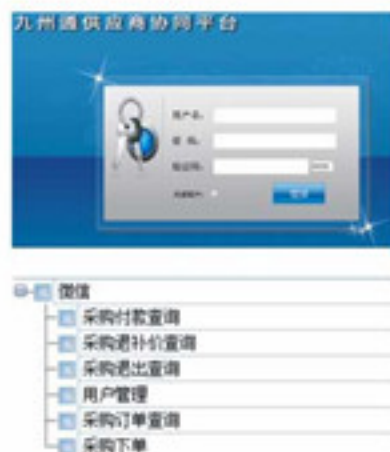 九州通供应商协同平台
用户名:
密 码:
验证码:
登录
微信
采购付款查询
采购退补价查询
采购退出查询
用户管理
采购订单查询
采购下单